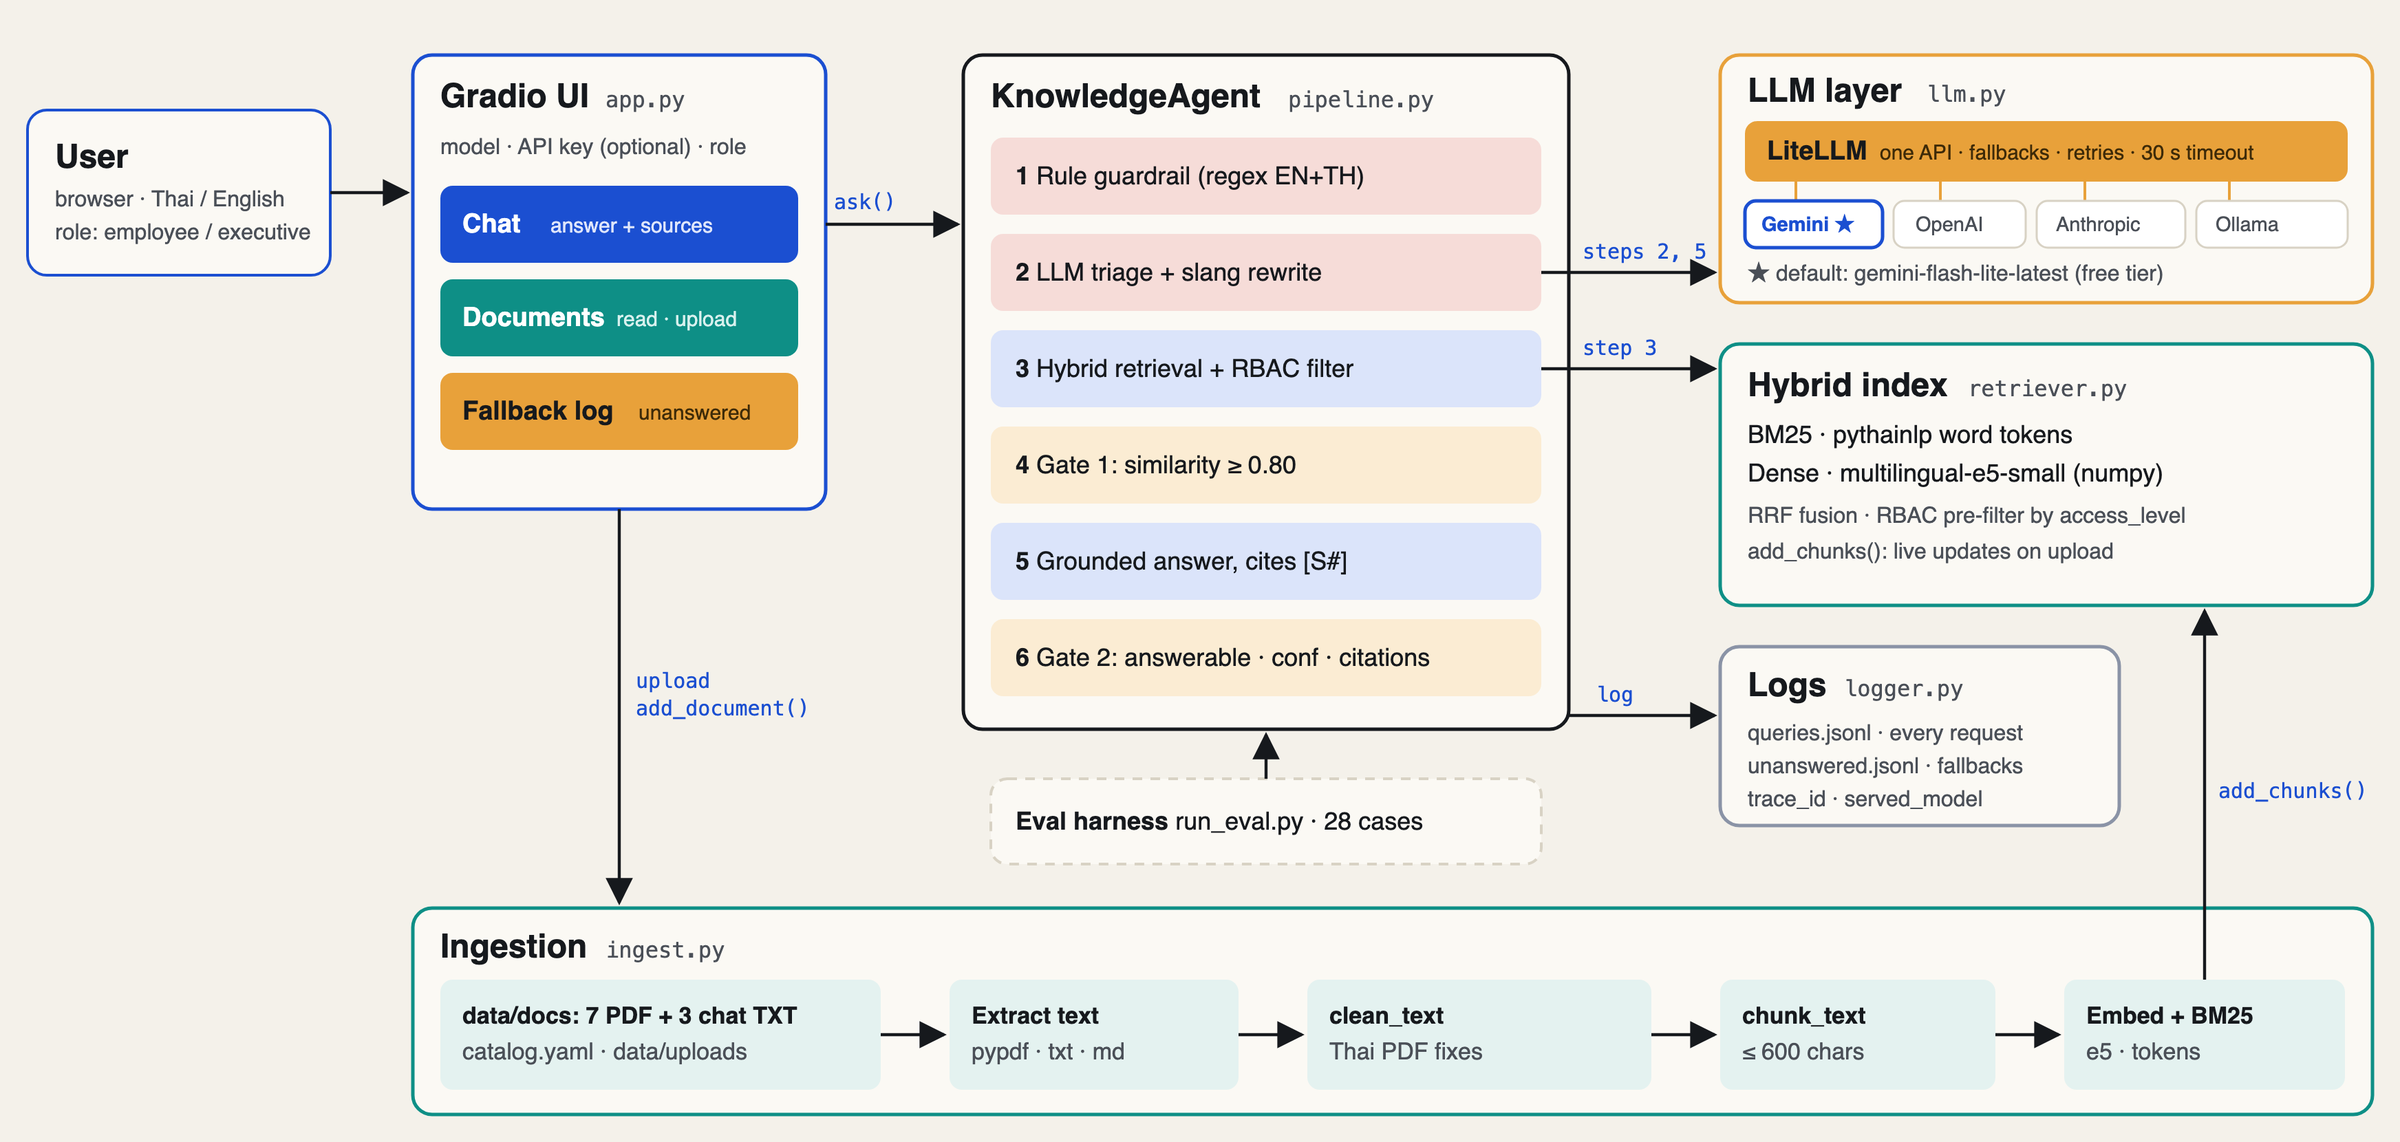 User
browser · Thai / English
role: employee / executive
Gradio UI app.py
model · API key (optional) · role
Chat answer + sources
Documents read · upload
Fallback log unanswered
ask()
upload
add_document()
KnowledgeAgent pipeline.py
1 Rule guardrail (regex EN+TH)
2 LLM triage + slang rewrite
3 Hybrid retrieval + RBAC filter
4 Gate 1: similarity ≥ 0.80
5 Grounded answer, cites [S#]
6 Gate 2: answerable · conf · citations
steps 2, 5
step 3
log
Eval harness run_eval.py · 28 cases
LLM layer llm.py
LiteLLM one API · fallbacks · retries · 30 s timeout
Gemini ★ OpenAI Anthropic Ollama
★ default: gemini-flash-lite-latest (free tier)
Hybrid index retriever.py
BM25 · pythainlp word tokens
Dense · multilingual-e5-small (numpy)
RRF fusion · RBAC pre-filter by access_level
add_chunks(): live updates on upload
Logs logger.py
queries.jsonl · every request
unanswered.jsonl · fallbacks
trace_id · served_model
add_chunks()
Ingestion ingest.py
data/docs: 7 PDF + 3 chat TXT
catalog.yaml · data/uploads
Extract text
pypdf · txt · md
clean_text
Thai PDF fixes
chunk_text
≤ 600 chars
Embed + BM25
e5 · tokens